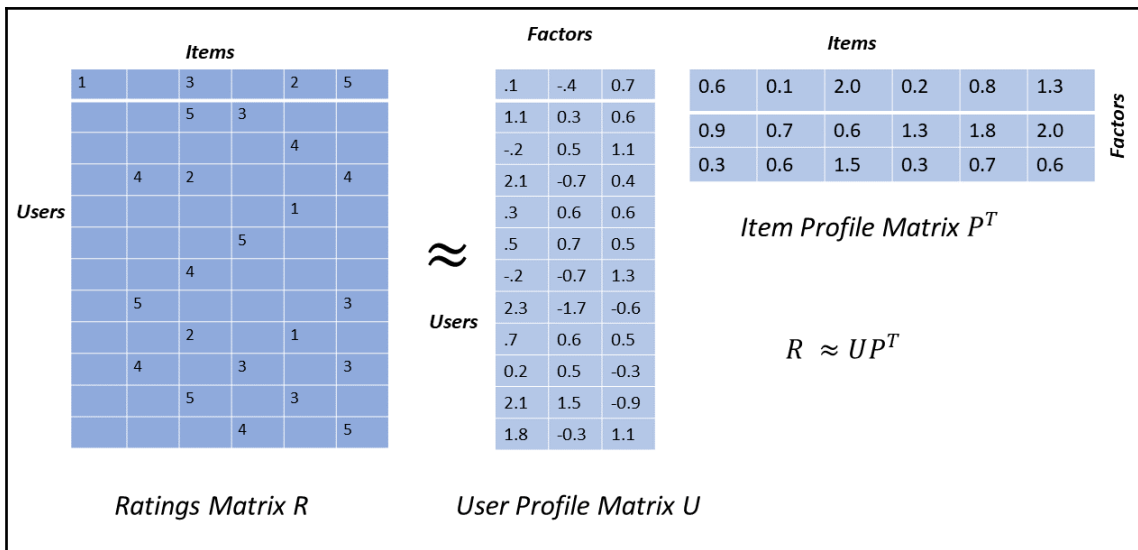 Items
1 3 2 5
5 3
4
4 2 4
1
5
4
5 3
2 1
4 3 3
5 3
4 5
Users
Ratings Matrix R
≈
Factors
.1 -.4 0.7
1.1 0.3 0.6
-.2 0.5 1.1
2.1 -0.7 0.4
.3 0.6 0.6
.5 0.7 0.5
-.2 -0.7 1.3
2.3 -1.7 -0.6
.7 0.6 0.5
0.2 0.5 -0.3
2.1 1.5 -0.9
1.8 -0.3 1.1
Users
User Profile Matrix U
Items
0.6 0.1 2.0 0.2 0.8 1.3
0.9 0.7 0.6 1.3 1.8 2.0
0.3 0.6 1.5 0.3 0.7 0.6
Factors
Item Profile Matrix P^T
R ≈ UP^T